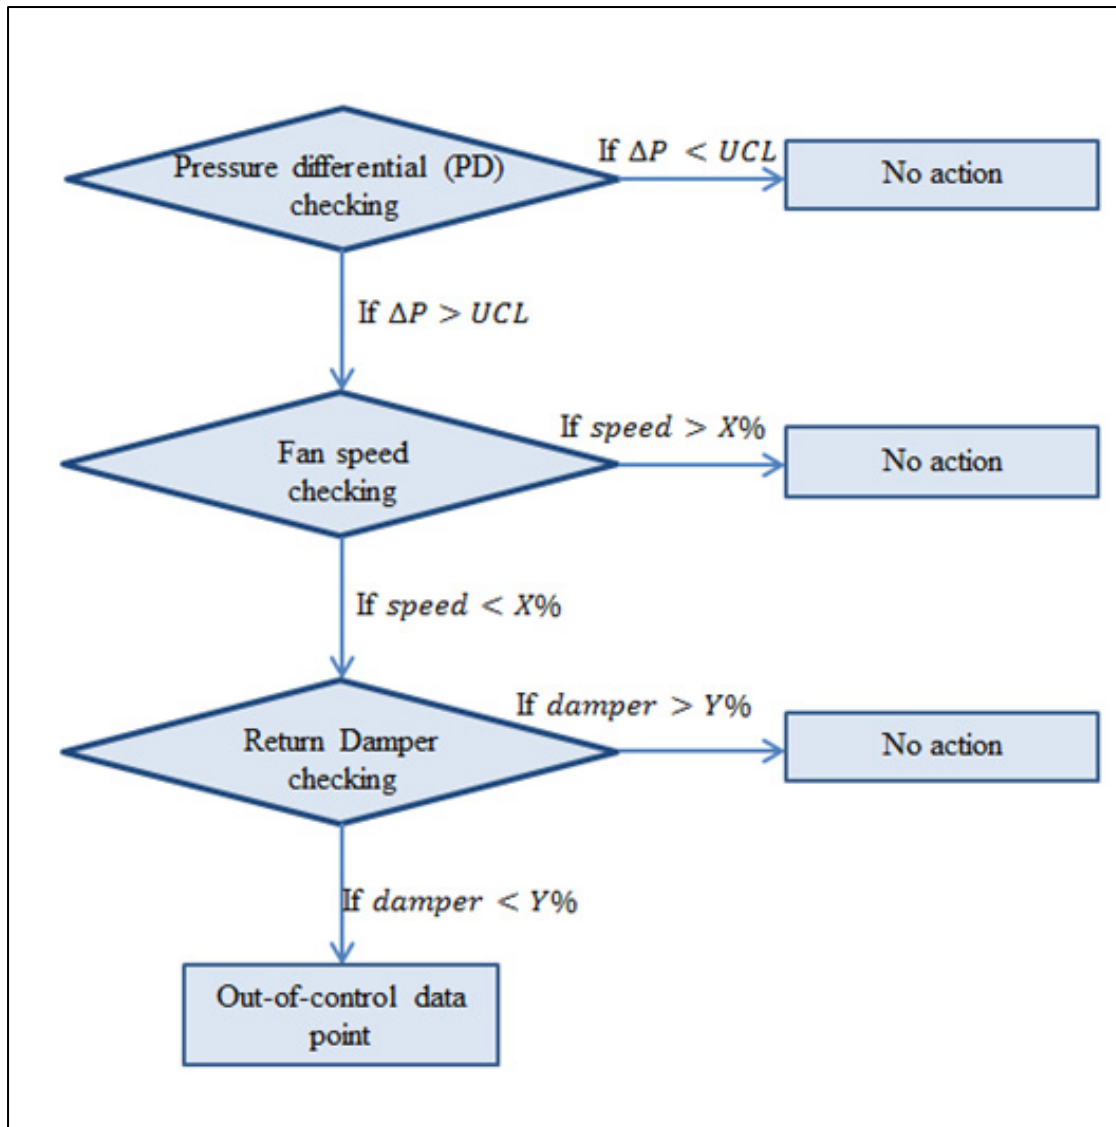 If ΔP < UCL
Pressure differential (PD)
checking
No action
If ΔP > UCL
If speed > X%
Fan speed
checking
No action
If speed < X%
If damper > Y%
Return Damper
checking
No action
If damper < Y%
Out-of-control data
point